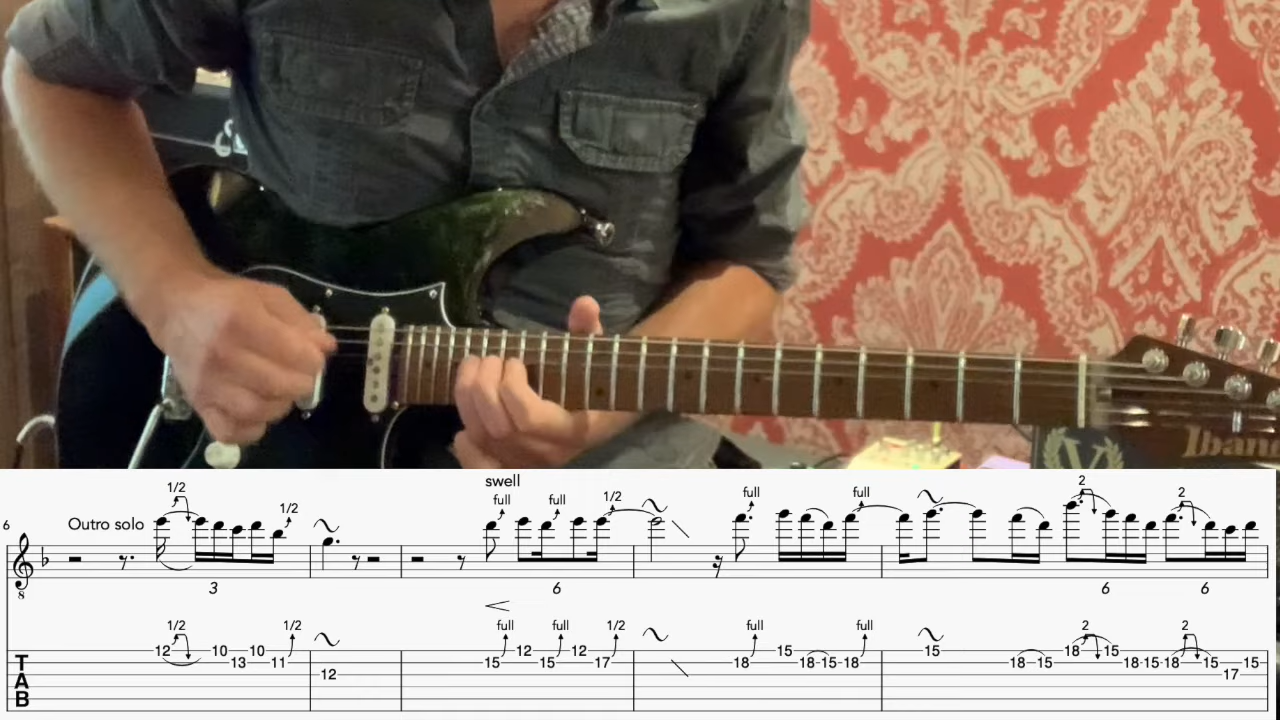 Iban
V
swell
1/2 full full 1/2 full full 2 2
6 Outro solo 1/2
8
3 6 6 6
1/2 1/2 full full 1/2 full full 2 2
12 10 10 12 12 15 15 18 15
T 13 11 15 15 17 18 18 15 18 18 15 18 15 18 15 15
A 12 17
B